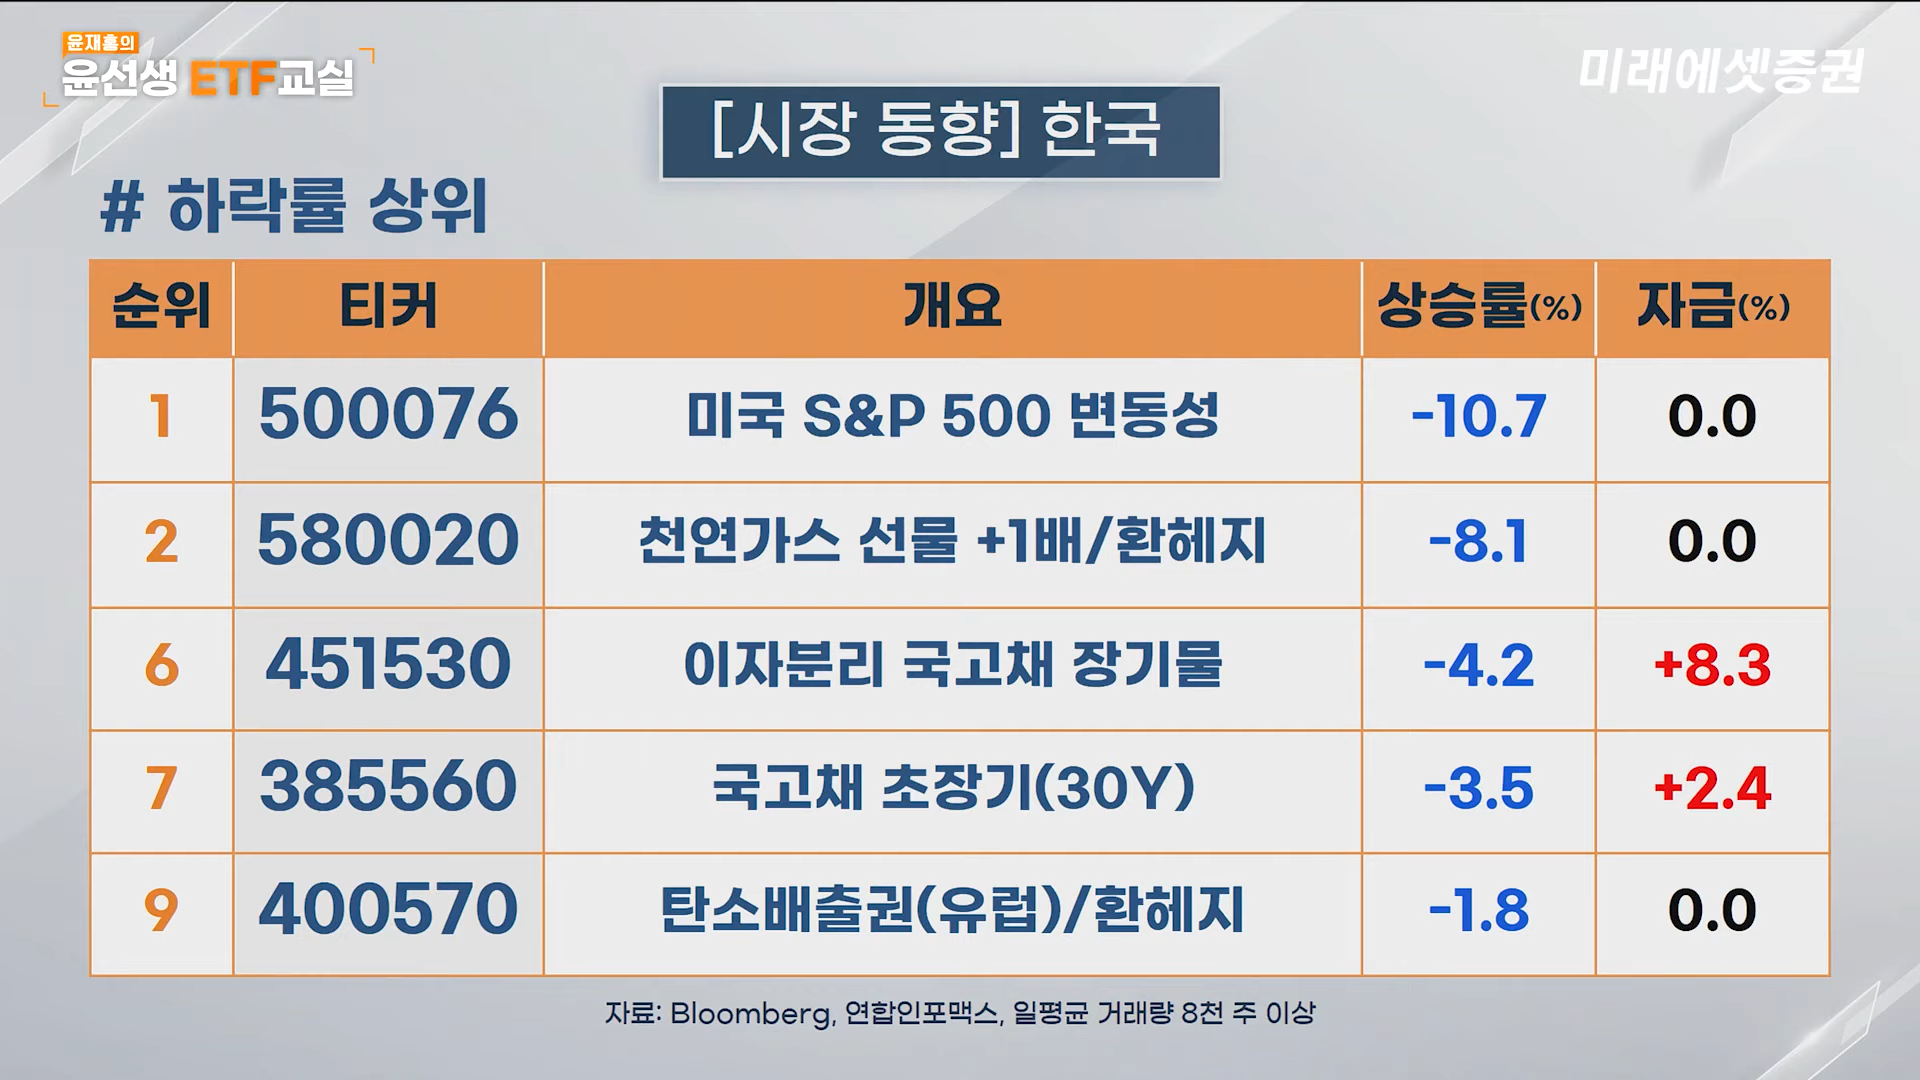 윤재홍의
윤선생 ETF교실
미래에셋증권
[시장 동향] 한국
# 하락률 상위
순위 티커 개요 상승률(%) 자금(%)
1 500076 미국 S&P 500 변동성 -10.7 0.0
2 580020 천연가스 선물 +1배/환헤지 -8.1 0.0
6 451530 이자분리 국고채 장기물 -4.2 +8.3
7 385560 국고채 초장기(30Y) -3.5 +2.4
9 400570 탄소배출권(유럽)/환헤지 -1.8 0.0
자료: Bloomberg, 연합인포맥스, 일평균 거래량 8천 주 이상